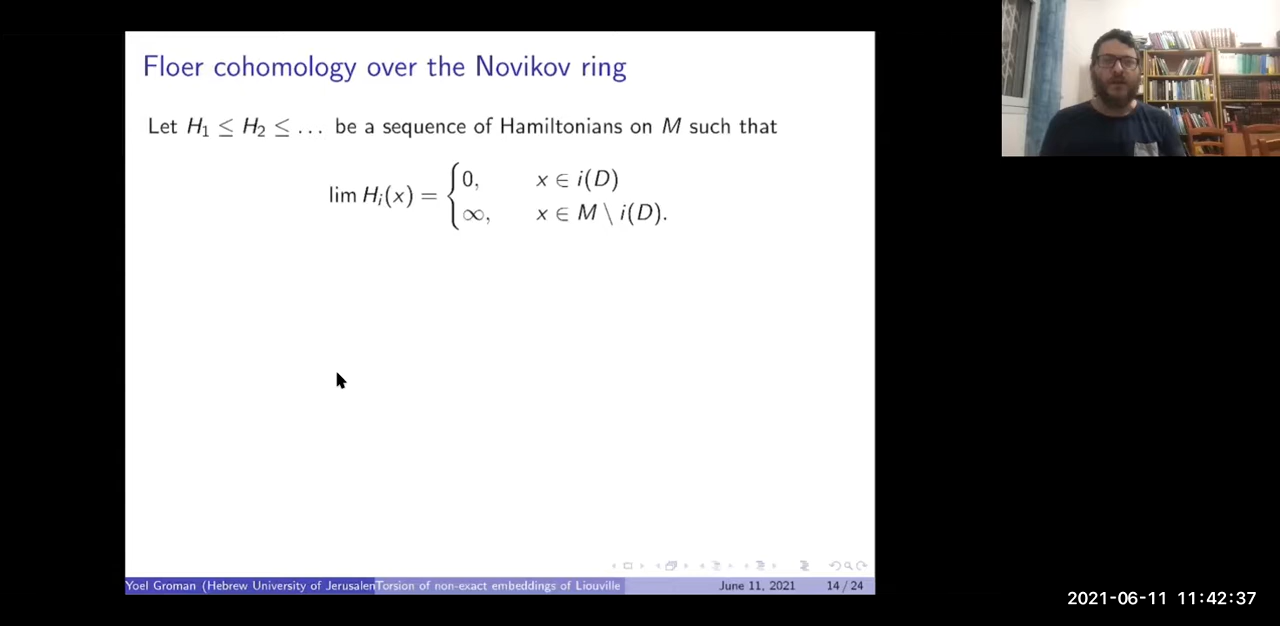 Floer cohomology over the Novikov ring
Let H₁ ≤ H₂ ≤ … be a sequence of Hamiltonians on M such that
lim Hᵢ(x) = { 0, x ∈ i(D)
∞, x ∈ M \ i(D).
Yoel Groman (Hebrew University of Jerusalen Torsion of non-exact embeddings of Liouville June 11, 2021 14 / 24
2021-06-11 11:42:37